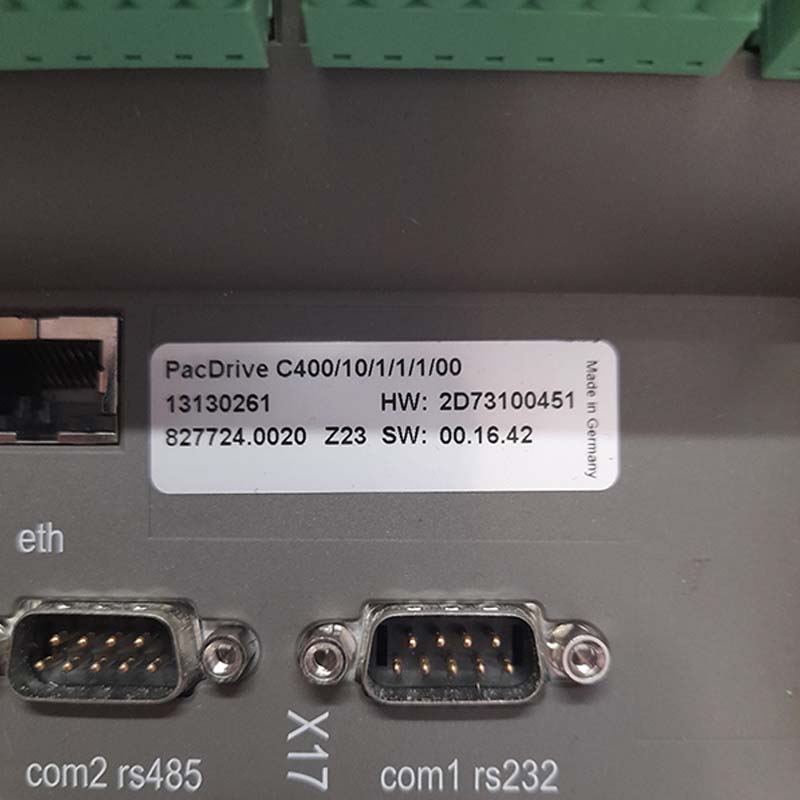 PacDrive C400/10/1/1/1/00
13130261 HW: 2D73100451
827724.0020 Z23 SW: 00.16.42
Made in Germany
eth
X17
com2 rs485
com1 rs232